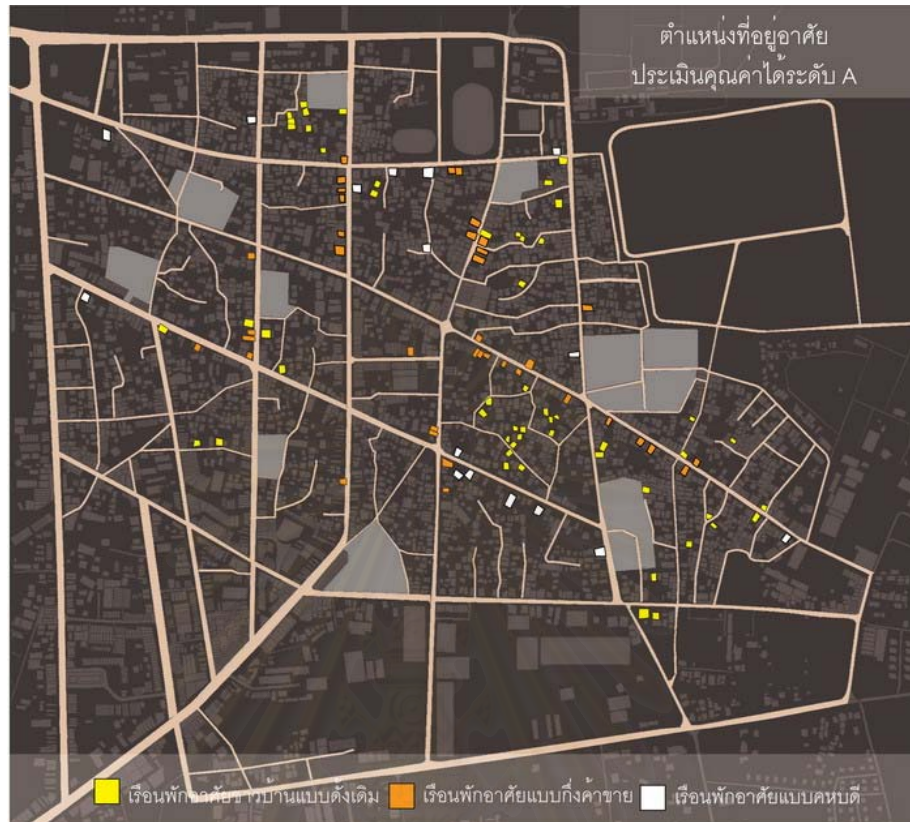 ตำแหน่งที่อยู่อาศัย
ประเมินคุณค่าได้ระดับ A
เรือนพักอาศัยชาวบ้านแบบดั้งเดิม เรือนพักอาศัยแบบกึ่งค้าขาย เรือนพักอาศัยแบบคหบดี